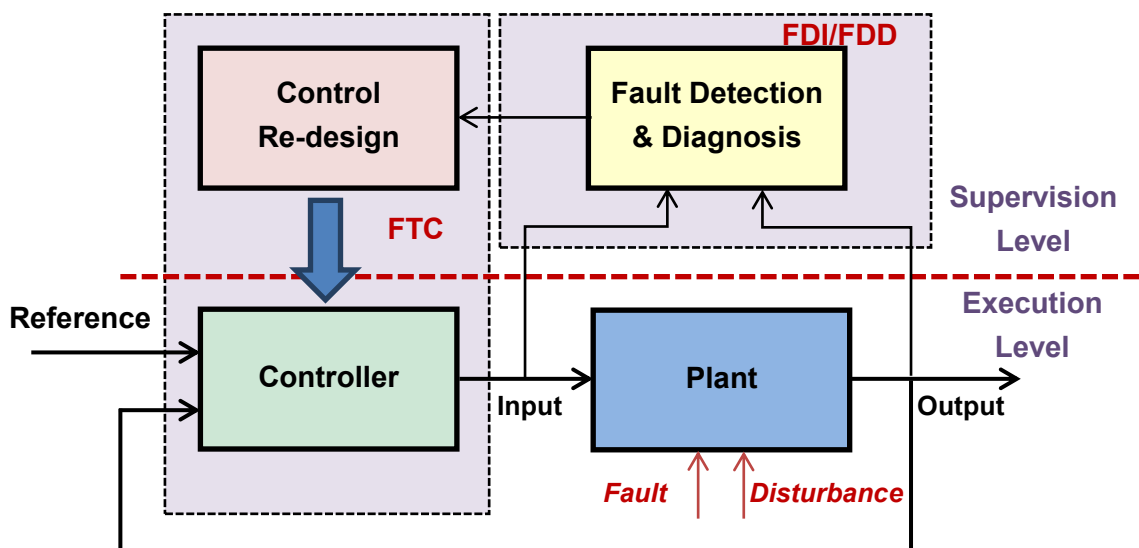 FDI/FDD
Control
Re-design
Fault Detection
& Diagnosis
Supervision
Level
FTC
Execution
Level
Reference
Controller
Plant
Input
Output
Fault
Disturbance